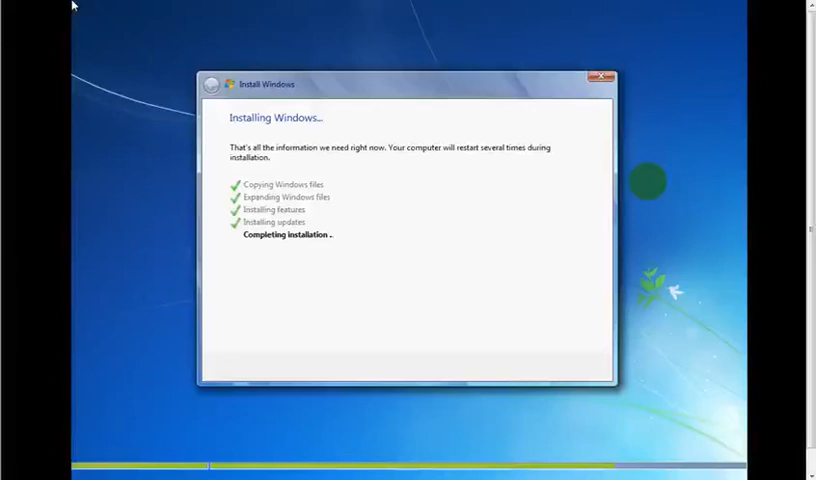 Install Windows
Installing Windows...
That's all the information we need right now. Your computer will restart several times during
installation.
Copying Windows files
Expanding Windows files
Installing features
Installing updates
Completing installation ..